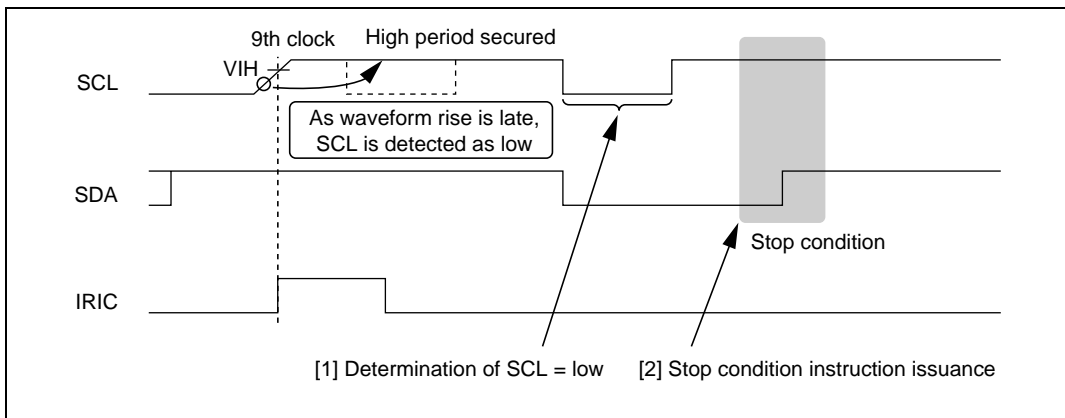 9th clock
High period secured
VIH
SCL
As waveform rise is late,
SCL is detected as low
SDA
Stop condition
IRIC
[1] Determination of SCL = low
[2] Stop condition instruction issuance